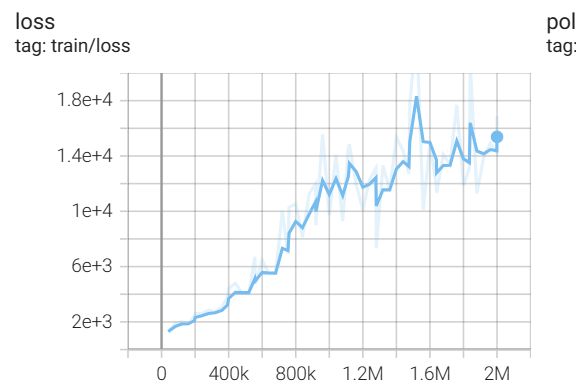 loss
tag: train/loss
pol
tag:
1.8e+4
1.4e+4
1e+4
6e+3
2e+3
0 400k 800k 1.2M 1.6M 2M